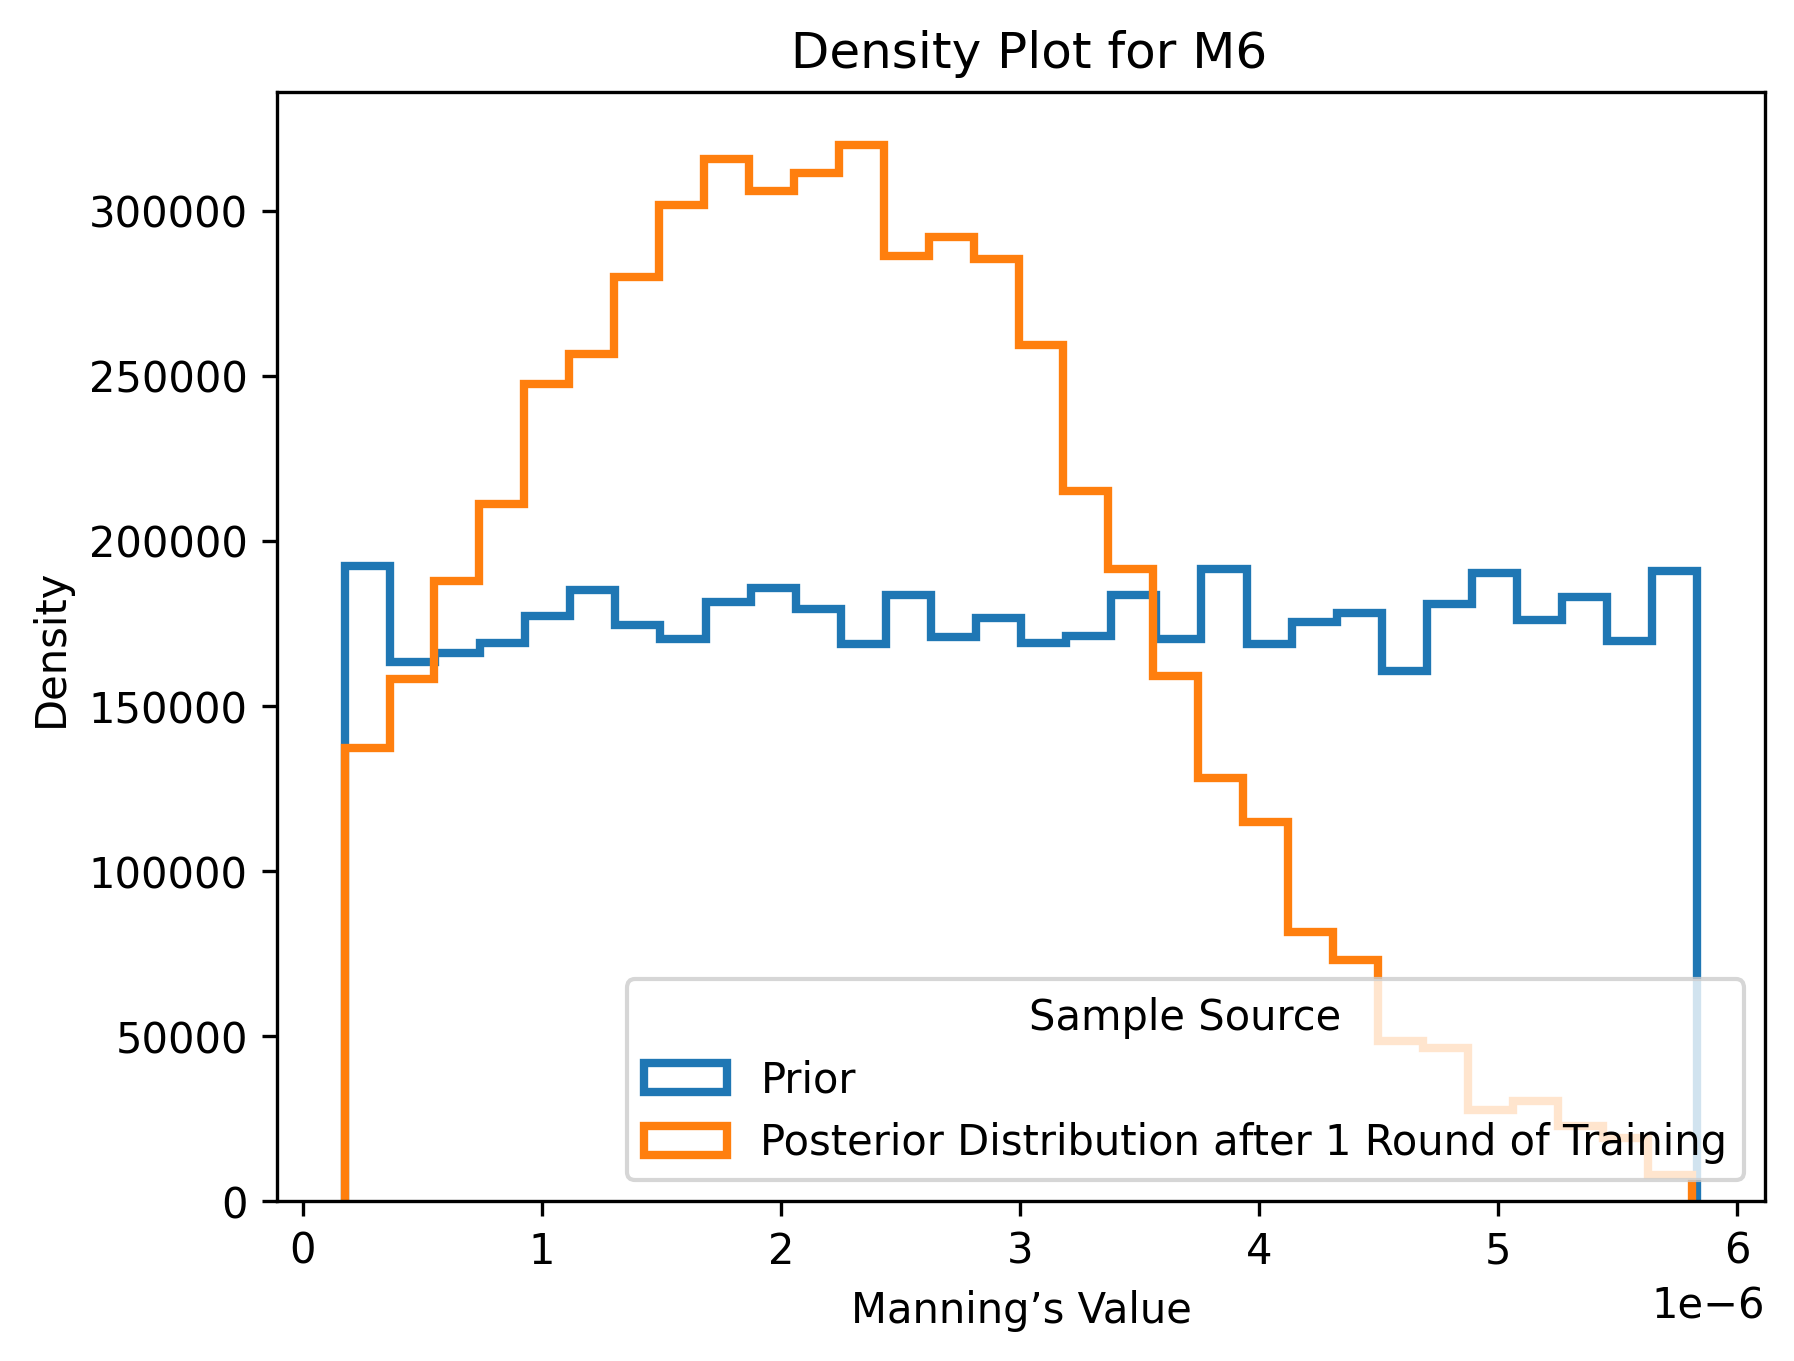 Density Plot for M6
300000
250000
200000
150000
100000
50000
0
Density
Sample Source
Prior
Posterior Distribution after 1 Round of Training
0 1 2 3 4 5 6
1e−6
Manning’s Value